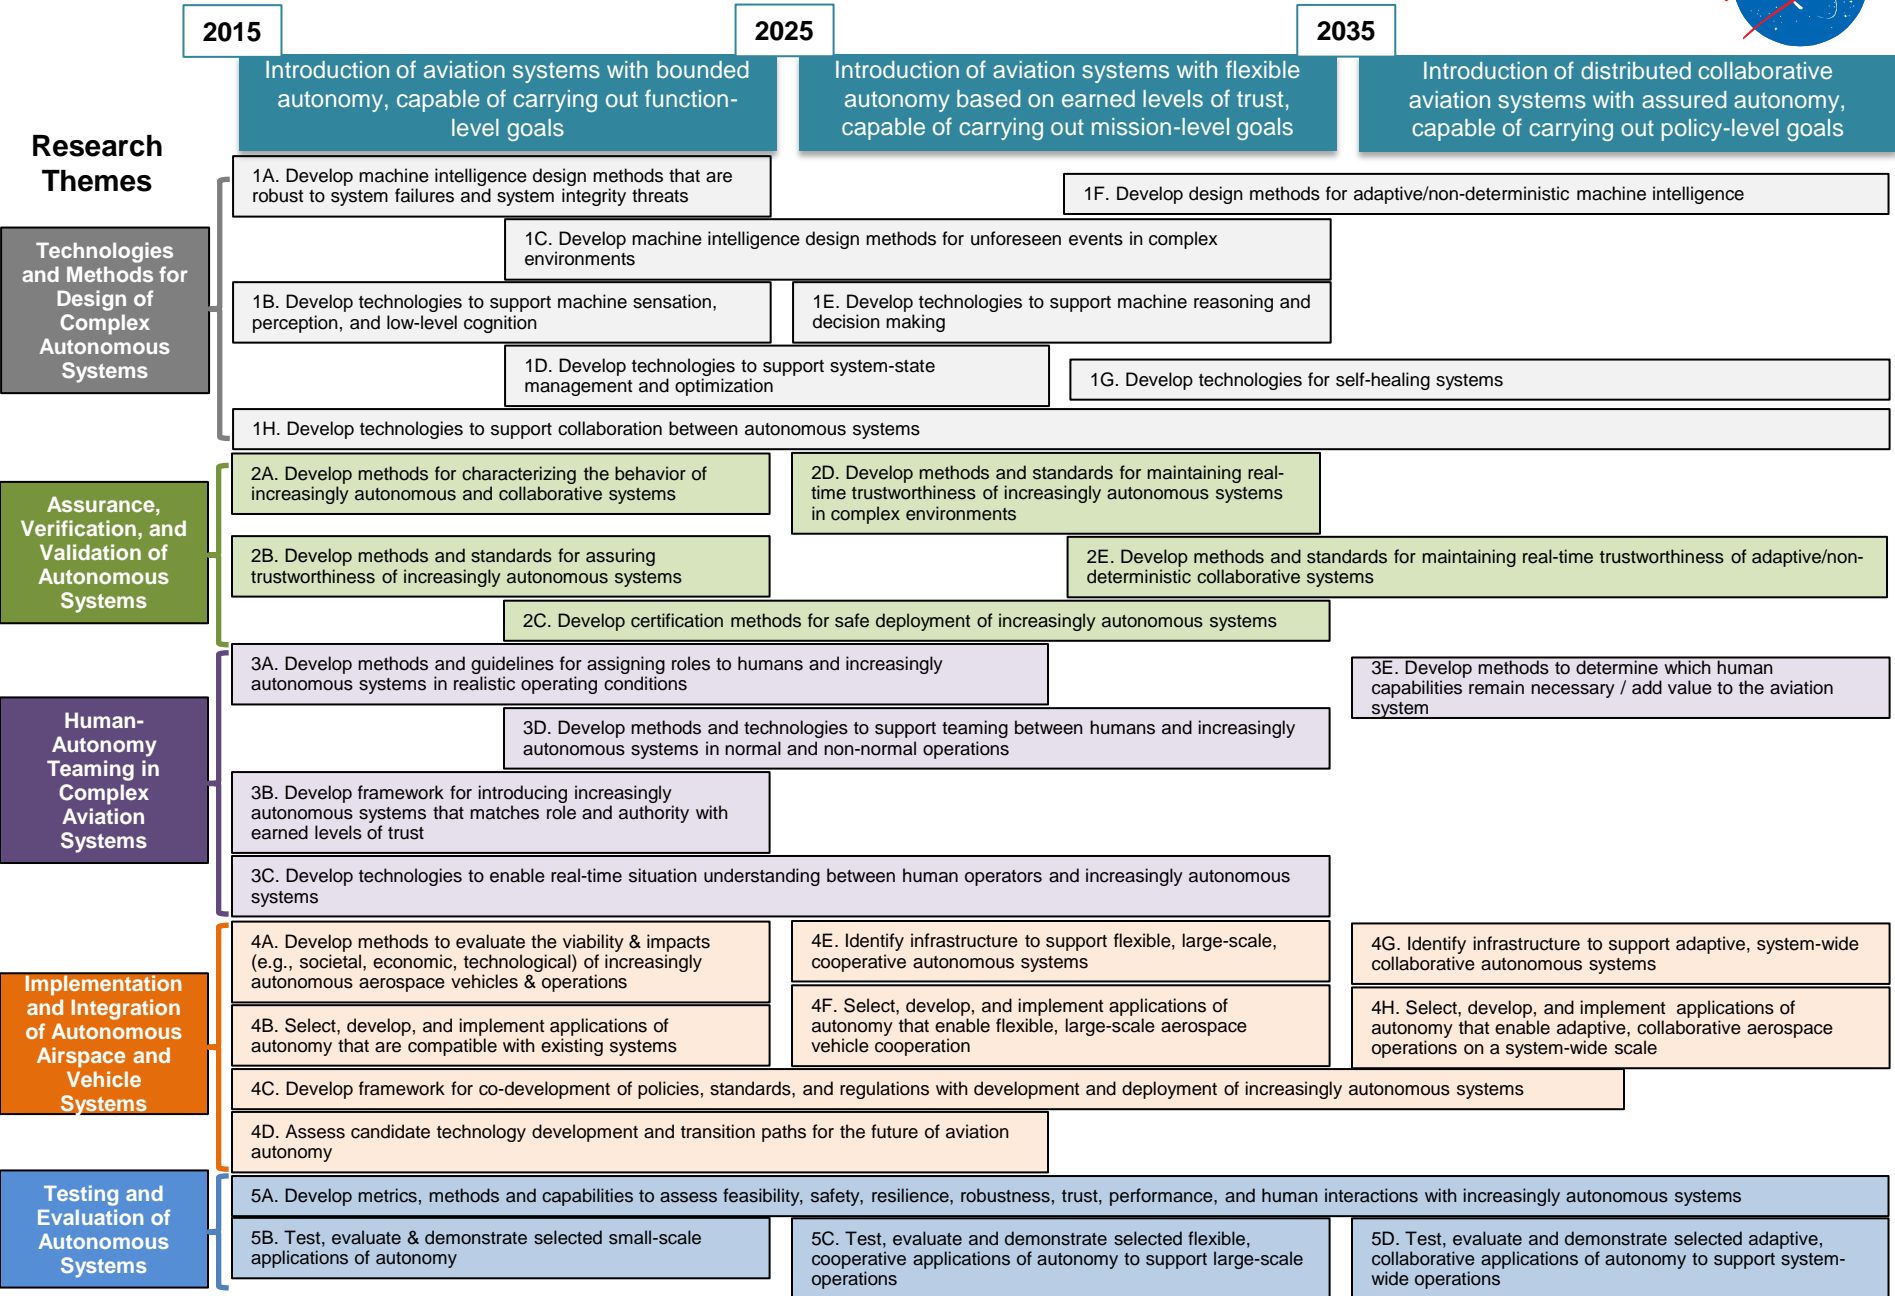 2015
2025
2035
Introduction of aviation systems with bounded
autonomy, capable of carrying out function-
level goals
Introduction of aviation systems with flexible
autonomy based on earned levels of trust,
capable of carrying out mission-level goals
Introduction of distributed collaborative
aviation systems with assured autonomy,
capable of carrying out policy-level goals
Research
Themes
Technologies
and Methods for
Design of
Complex
Autonomous
Systems
1A. Develop machine intelligence design methods that are
robust to system failures and system integrity threats
1F. Develop design methods for adaptive/non-deterministic machine intelligence
1C. Develop machine intelligence design methods for unforeseen events in complex
environments
1B. Develop technologies to support machine sensation,
perception, and low-level cognition
1E. Develop technologies to support machine reasoning and
decision making
1D. Develop technologies to support system-state
management and optimization
1G. Develop technologies for self-healing systems
1H. Develop technologies to support collaboration between autonomous systems
Assurance,
Verification, and
Validation of
Autonomous
Systems
2A. Develop methods for characterizing the behavior of
increasingly autonomous and collaborative systems
2D. Develop methods and standards for maintaining real-
time trustworthiness of increasingly autonomous systems
in complex environments
2B. Develop methods and standards for assuring
trustworthiness of increasingly autonomous systems
2E. Develop methods and standards for maintaining real-time trustworthiness of adaptive/non-
deterministic collaborative systems
2C. Develop certification methods for safe deployment of increasingly autonomous systems
Human-
Autonomy
Teaming in
Complex
Aviation
Systems
3A. Develop methods and guidelines for assigning roles to humans and increasingly
autonomous systems in realistic operating conditions
3E. Develop methods to determine which human
capabilities remain necessary / add value to the aviation
system
3D. Develop methods and technologies to support teaming between humans and increasingly
autonomous systems in normal and non-normal operations
3B. Develop framework for introducing increasingly
autonomous systems that matches role and authority with
earned levels of trust
3C. Develop technologies to enable real-time situation understanding between human operators and increasingly autonomous
systems
Implementation
and Integration
of Autonomous
Airspace and
Vehicle
Systems
4A. Develop methods to evaluate the viability & impacts
(e.g., societal, economic, technological) of increasingly
autonomous aerospace vehicles & operations
4E. Identify infrastructure to support flexible, large-scale,
cooperative autonomous systems
4G. Identify infrastructure to support adaptive, system-wide
collaborative autonomous systems
4B. Select, develop, and implement applications of
autonomy that are compatible with existing systems
4F. Select, develop, and implement applications of
autonomy that enable flexible, large-scale aerospace
vehicle cooperation
4H. Select, develop, and implement applications of
autonomy that enable adaptive, collaborative aerospace
operations on a system-wide scale
4C. Develop framework for co-development of policies, standards, and regulations with development and deployment of increasingly autonomous systems
4D. Assess candidate technology development and transition paths for the future of aviation
autonomy
Testing and
Evaluation of
Autonomous
Systems
5A. Develop metrics, methods and capabilities to assess feasibility, safety, resilience, robustness, trust, performance, and human interactions with increasingly autonomous systems
5B. Test, evaluate & demonstrate selected small-scale
applications of autonomy
5C. Test, evaluate and demonstrate selected flexible,
cooperative applications of autonomy to support large-scale
operations
5D. Test, evaluate and demonstrate selected adaptive,
collaborative applications of autonomy to support system-
wide operations